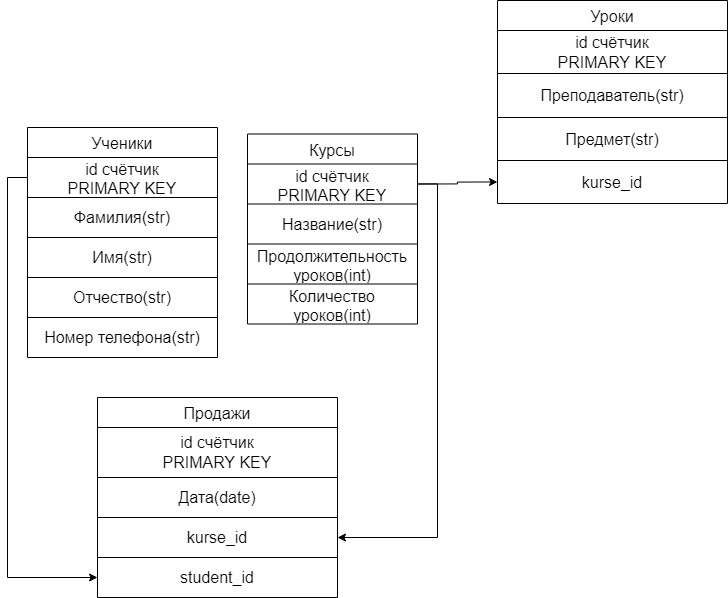 Уроки
id счётчик
PRIMARY KEY
Преподаватель(str)
Предмет(str)
kurse_id
Ученики
id счётчик
PRIMARY KEY
Фамилия(str)
Имя(str)
Отчество(str)
Номер телефона(str)
Курсы
id счётчик
PRIMARY KEY
Название(str)
Продолжительность
уроков(int)
Количество
уроков(int)
Продажи
id счётчик
PRIMARY KEY
Дата(date)
kurse_id
student_id